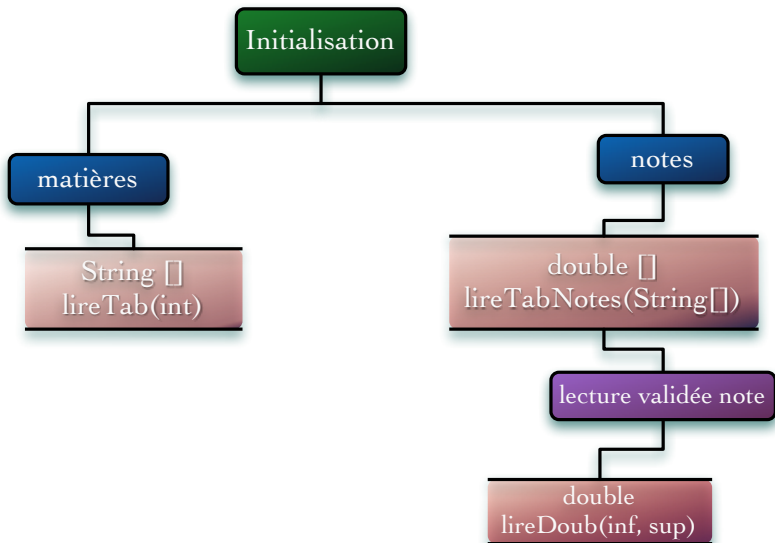 Initialisation
matières
notes
String []
lireTab(int)
double []
lireTabNotes(String[])
lecture validée note
double
lireDoub(inf, sup)